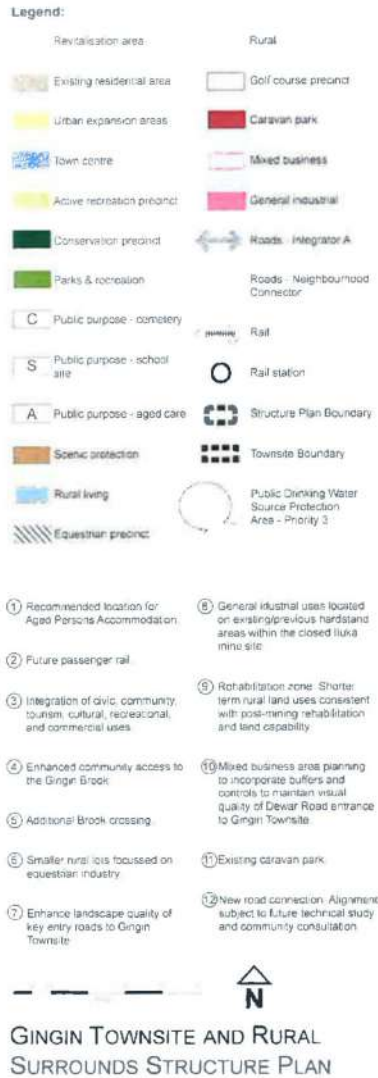 Legend:
Revitalisation area
Rural
Existing residential area
Golf course precinct
Urban expansion areas
Caravan park
Town centre
Mixed business
Active recreation precinct
General industrial
Conservation precinct
Roads - Integrator A
Parks & recreation
Roads - Neighbourhood
Connector
C Public purpose - cemetery
Rail
S Public purpose - school
site
Rail station
A Public purpose - aged care
Structure Plan Boundary
Scenic protection
Townsite Boundary
Rural living
Public Drinking Water
Source Protection
Area - Priority 3
Equestrian precinct
1 Recommended location for
Aged Persons Accommodation
2 Future passenger rail
3 Integration of civic, community,
tourism, cultural, recreational,
and commercial uses
4 Enhanced community access to
the Gingin Brook
5 Additional Brook crossing
6 Smaller rural lots focussed on
equestrian industry
7 Enhance landscape quality of
key entry roads to Gingin
Townsite
8 General idustrial uses located
on existing/previous hardstand
areas within the closed Iluka
mine site
9 Rehabilitation zone. Shorter
term rural land uses consistent
with post-mining rehabilitation
and land capability
10 Mixed business area planning
to incorporate buffers and
controls to maintain visual
quality of Dewar Road entrance
to Gingin Townsite
11 Existing caravan park
12 New road connection. Alignment
subject to future technical study
and community consultation
N
GINGIN TOWNSITE AND RURAL
SURROUNDS STRUCTURE PLAN